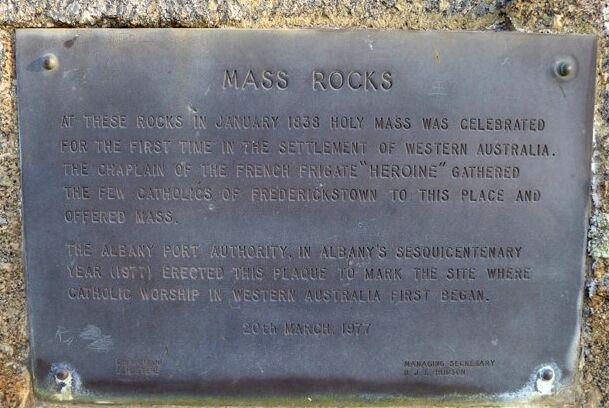 MASS ROCKS
AT THESE ROCKS IN JANUARY 1838 HOLY MASS WAS CELEBRATED
FOR THE FIRST TIME IN THE SETTLEMENT OF WESTERN AUSTRALIA.
THE CHAPLAIN OF THE FRENCH FRIGATE "HEROINE" GATHERED
THE FEW CATHOLICS OF FREDERICKSTOWN TO THIS PLACE AND
OFFERED MASS.
THE ALBANY PORT AUTHORITY, IN ALBANY'S SESQUICENTENARY
YEAR (1977) ERECTED THIS PLAQUE TO MARK THE SITE WHERE
CATHOLIC WORSHIP IN WESTERN AUSTRALIA FIRST BEGAN.
20th MARCH, 1977
MANAGING SECRETARY